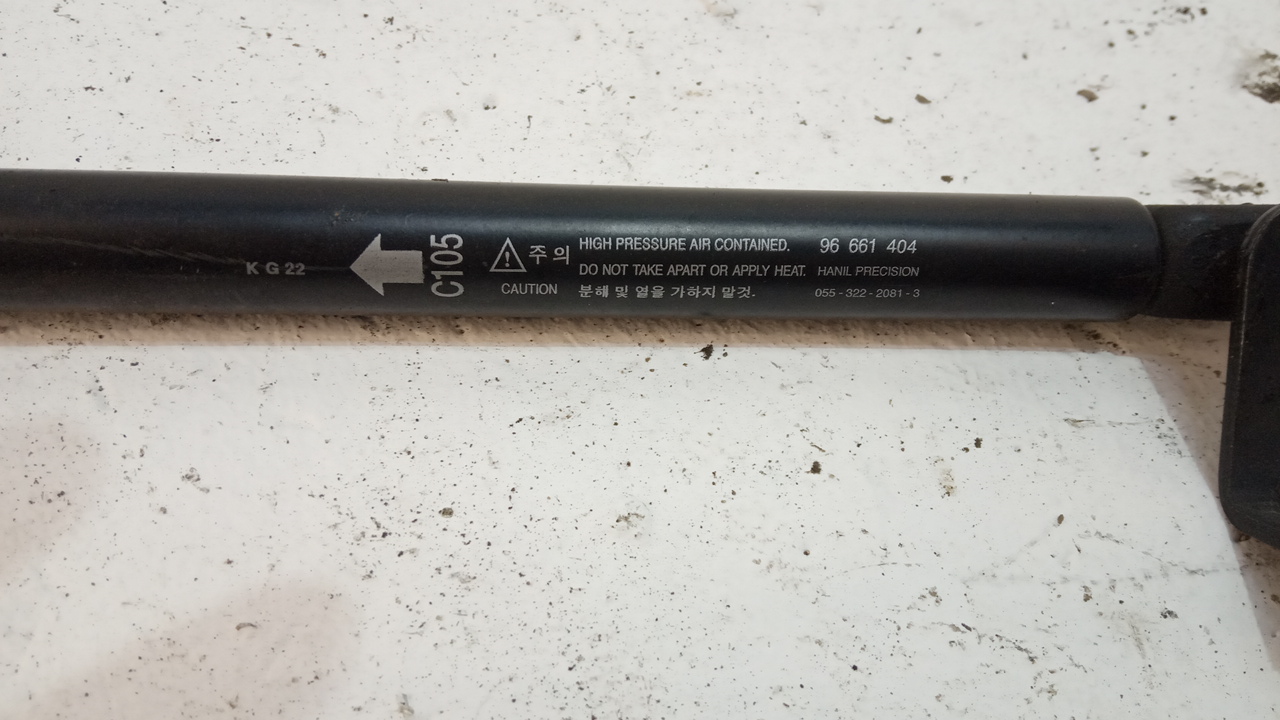 K G 22
C105
주의
CAUTION
HIGH PRESSURE AIR CONTAINED.
DO NOT TAKE APART OR APPLY HEAT.
분해 및 열을 가하지 말것.
96 661 404
HANIL PRECISION
055 - 322 - 2081 - 3